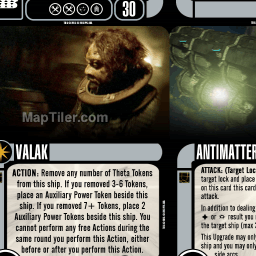 30
MapTiler.com
VALAK
ACTION: Remove any number of Theta Tokens
from this ship. If you removed 3-6 Tokens,
place an Auxiliary Power Token beside this
ship. If you removed 7+ Tokens, place 2
Auxiliary Power Tokens beside this ship. You
cannot perform any free Actions during the
same round you perform this Action, either
before or after you perform this Action.
ANTIMATTER
ATTACK: (Target Loc
target lock and place
on this card this card
attack.
In addition to dealing
or result you
the target ship (max
This Upgrade may only
ship and you may only
side arcs